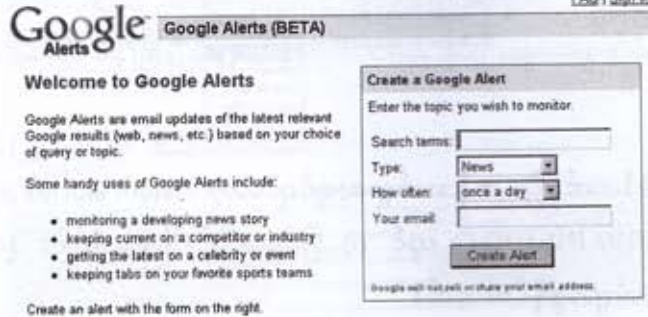 Google
Alerts
Google Alerts (BETA)
Welcome to Google Alerts
Google Alerts are email updates of the latest relevant
Google results (web, news, etc.) based on your choice
of query or topic.
Some handy uses of Google Alerts include:
• monitoring a developing news story
• keeping current on a competitor or industry
• getting the latest on a celebrity or event
• keeping tabs on your favorite sports teams
Create an alert with the form on the right.
Create a Google Alert
Enter the topic you wish to monitor.
Search terms:
Type: News
How often: once a day
Your email:
Create Alert
Google will not sell or share your email address.